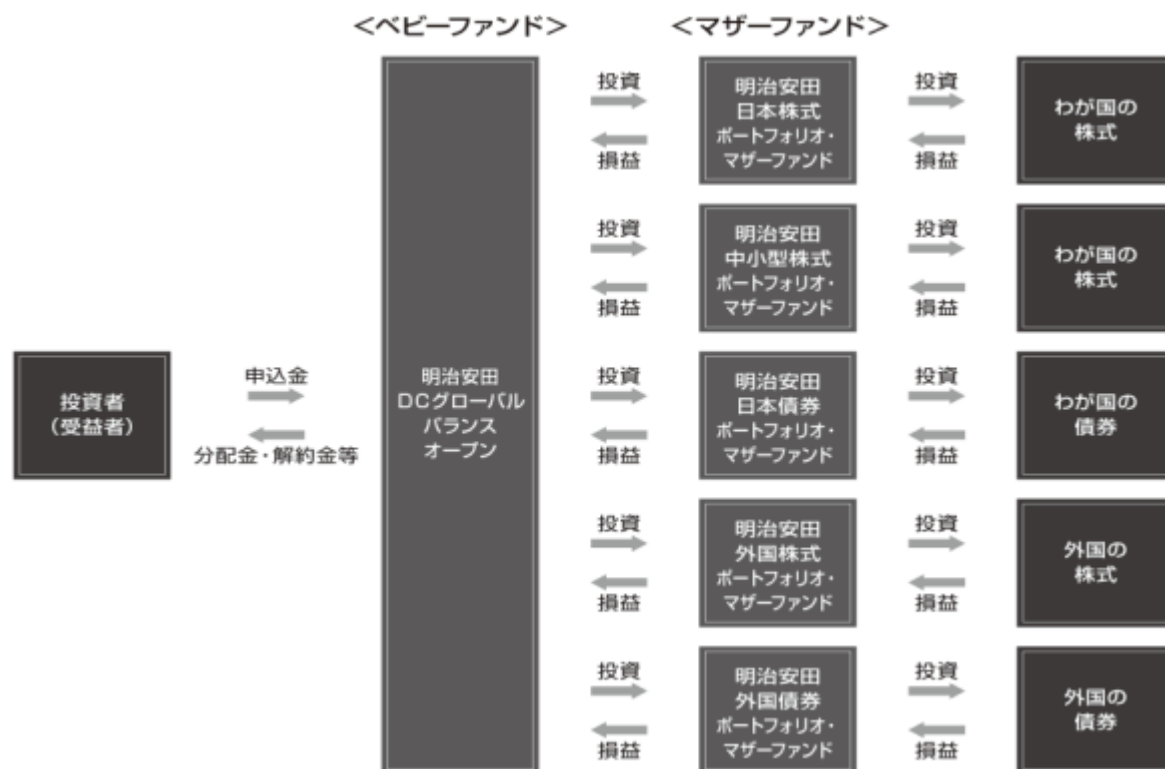 <ベビーファンド>
<マザーファンド>
投資者
(受益者)
申込金
分配金・解約金等
明治安田
DCグローバル
バランス
オープン
投資
損益
明治安田
日本株式
ポートフォリオ・
マザーファンド
投資
損益
わが国の
株式
投資
損益
明治安田
中小型株式
ポートフォリオ・
マザーファンド
投資
損益
わが国の
株式
投資
損益
明治安田
日本債券
ポートフォリオ・
マザーファンド
投資
損益
わが国の
債券
投資
損益
明治安田
外国株式
ポートフォリオ・
マザーファンド
投資
損益
外国の
株式
投資
損益
明治安田
外国債券
ポートフォリオ・
マザーファンド
投資
損益
外国の
債券